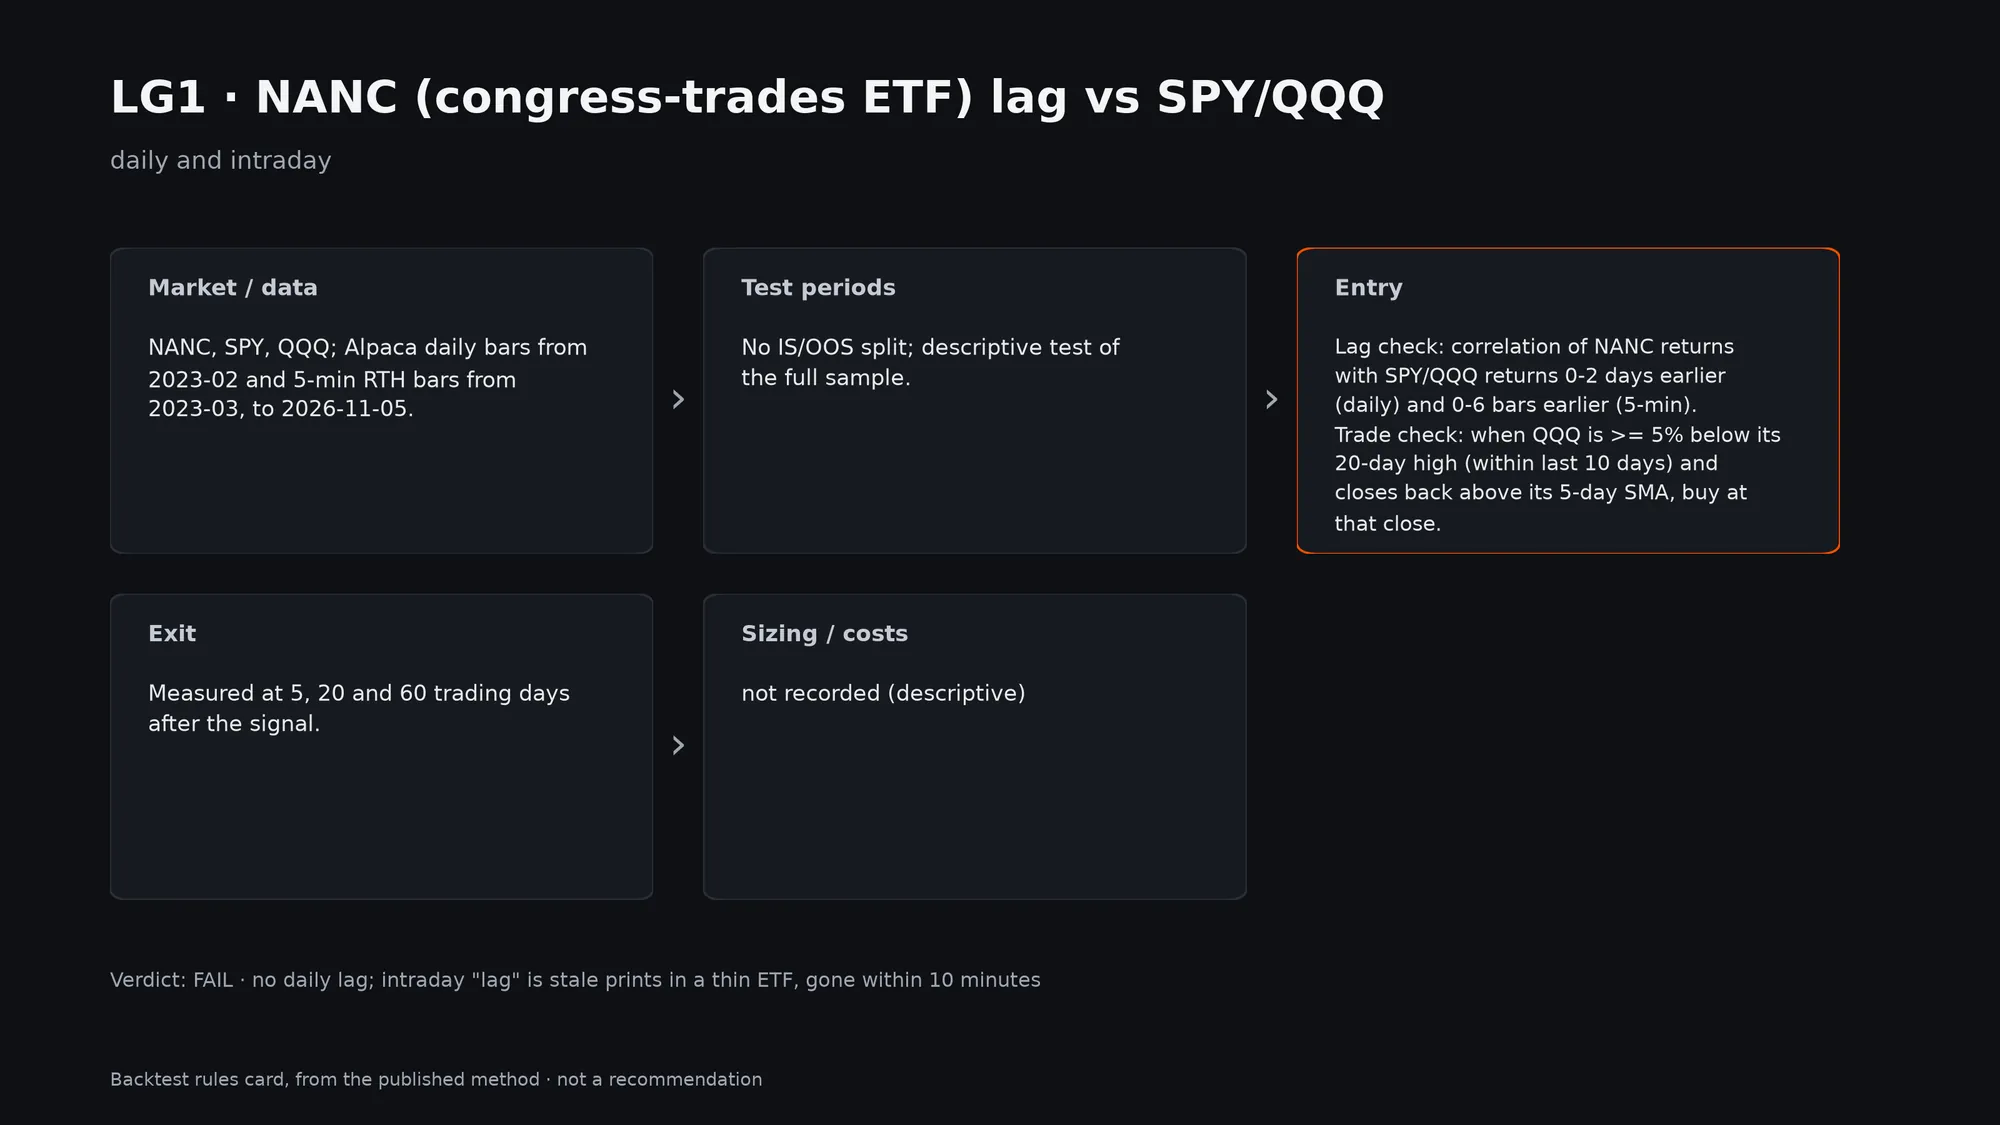 LG1 · NANC (congress-trades ETF) lag vs SPY/QQQ
daily and intraday
Market / data
NANC, SPY, QQQ; Alpaca daily bars from
2023-02 and 5-min RTH bars from
2023-03, to 2026-11-05.
›
Test periods
No IS/OOS split; descriptive test of
the full sample.
›
Entry
Lag check: correlation of NANC returns
with SPY/QQQ returns 0-2 days earlier
(daily) and 0-6 bars earlier (5-min).
Trade check: when QQQ is >= 5% below its
20-day high (within last 10 days) and
closes back above its 5-day SMA, buy at
that close.
Exit
Measured at 5, 20 and 60 trading days
after the signal.
›
Sizing / costs
not recorded (descriptive)
Verdict: FAIL · no daily lag; intraday "lag" is stale prints in a thin ETF, gone within 10 minutes
Backtest rules card, from the published method · not a recommendation